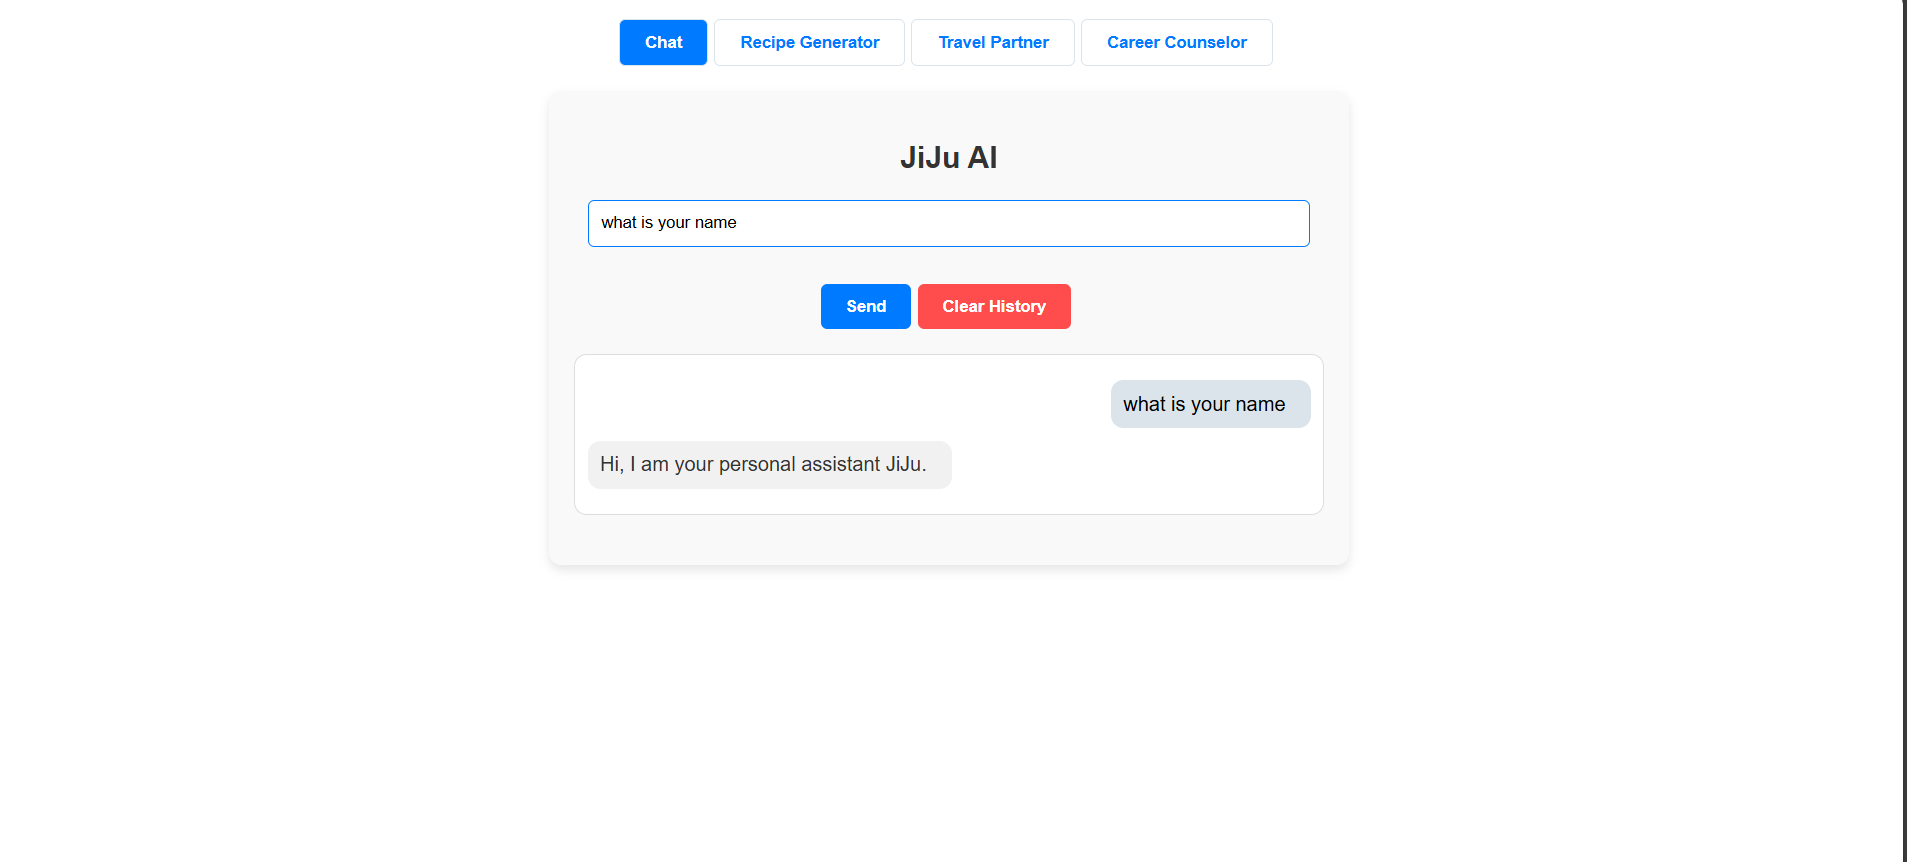 Chat Recipe Generator Travel Partner Career Counselor
JiJu AI
what is your name
Send Clear History
what is your name
Hi, I am your personal assistant JiJu.